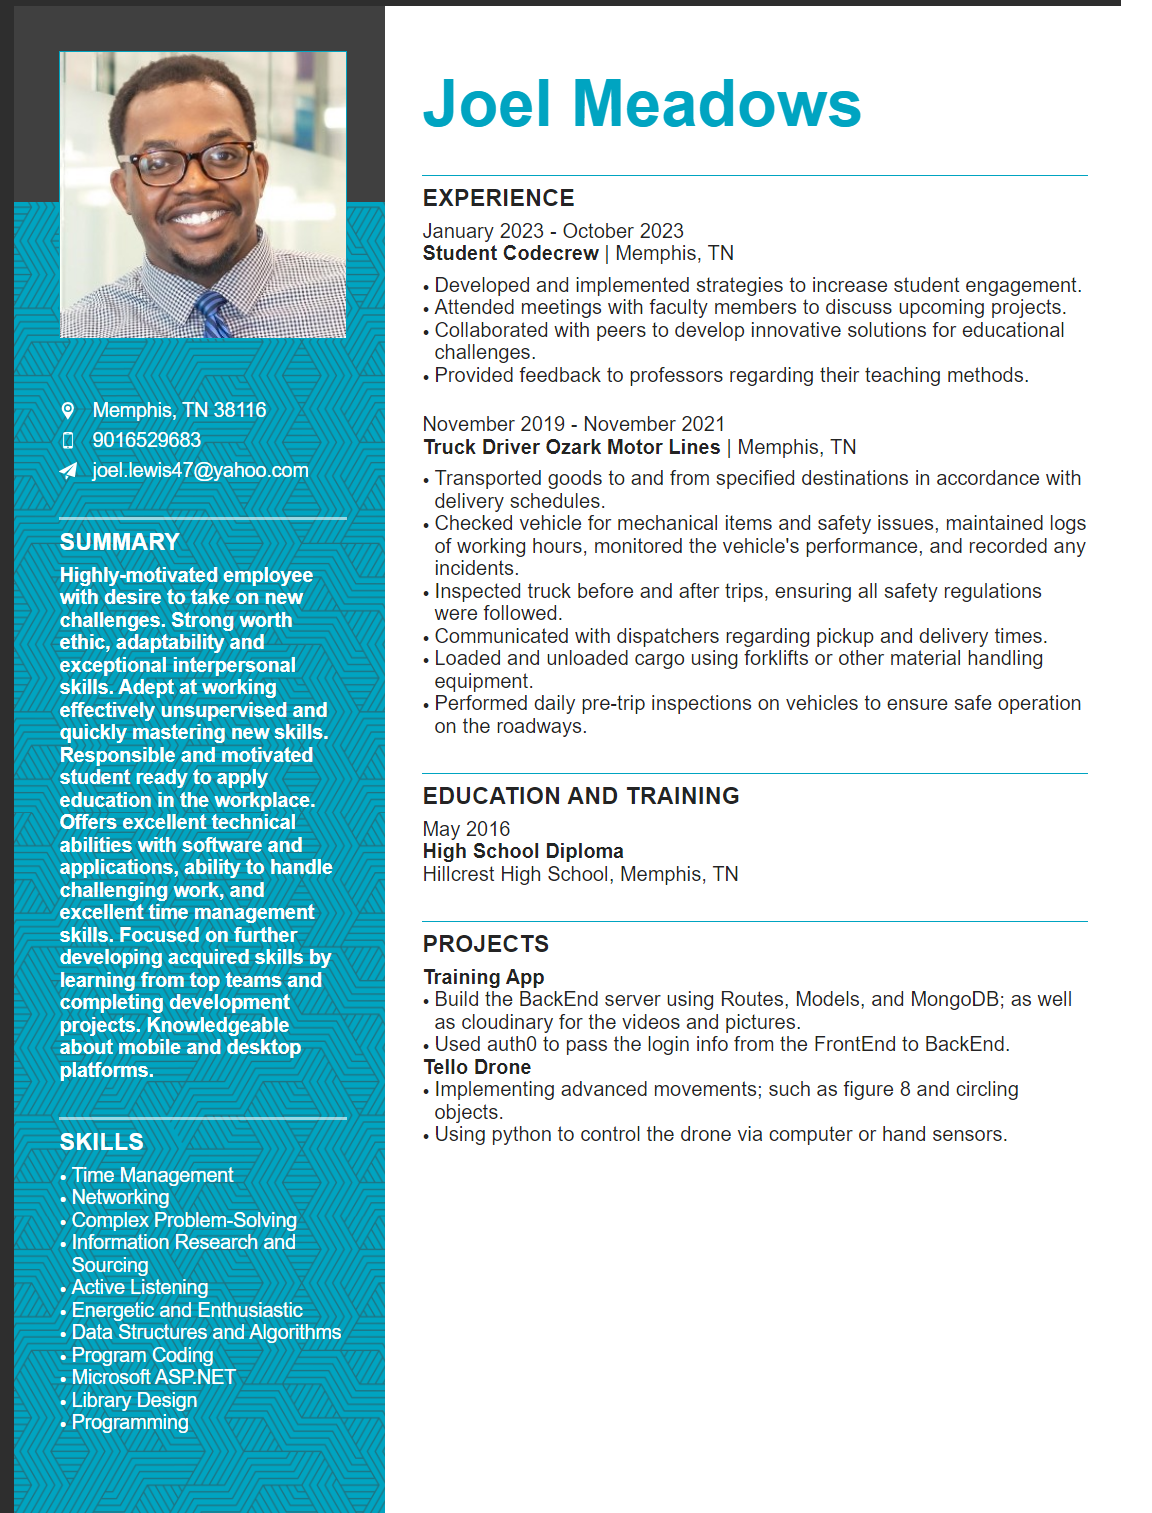 Joel Meadows
Memphis, TN 38116
9016529683
joel.lewis47@yahoo.com
SUMMARY
Highly-motivated employee
with desire to take on new
challenges. Strong worth
ethic, adaptability and
exceptional interpersonal
skills. Adept at working
effectively unsupervised and
quickly mastering new skills.
Responsible and motivated
student ready to apply
education in the workplace.
Offers excellent technical
abilities with software and
applications, ability to handle
challenging work, and
excellent time management
skills. Focused on further
developing acquired skills by
learning from top teams and
completing development
projects. Knowledgeable
about mobile and desktop
platforms.
SKILLS
• Time Management
• Networking
• Complex Problem-Solving
• Information Research and
Sourcing
• Active Listening
• Energetic and Enthusiastic
• Data Structures and Algorithms
• Program Coding
• Microsoft ASP.NET
• Library Design
• Programming
EXPERIENCE
January 2023 - October 2023
Student Codecrew | Memphis, TN
• Developed and implemented strategies to increase student engagement.
• Attended meetings with faculty members to discuss upcoming projects.
• Collaborated with peers to develop innovative solutions for educational
challenges.
• Provided feedback to professors regarding their teaching methods.
November 2019 - November 2021
Truck Driver Ozark Motor Lines | Memphis, TN
• Transported goods to and from specified destinations in accordance with
delivery schedules.
• Checked vehicle for mechanical items and safety issues, maintained logs
of working hours, monitored the vehicle's performance, and recorded any
incidents.
• Inspected truck before and after trips, ensuring all safety regulations
were followed.
• Communicated with dispatchers regarding pickup and delivery times.
• Loaded and unloaded cargo using forklifts or other material handling
equipment.
• Performed daily pre-trip inspections on vehicles to ensure safe operation
on the roadways.
EDUCATION AND TRAINING
May 2016
High School Diploma
Hillcrest High School, Memphis, TN
PROJECTS
Training App
• Build the BackEnd server using Routes, Models, and MongoDB; as well
as cloudinary for the videos and pictures.
• Used auth0 to pass the login info from the FrontEnd to BackEnd.
Tello Drone
• Implementing advanced movements; such as figure 8 and circling
objects.
• Using python to control the drone via computer or hand sensors.